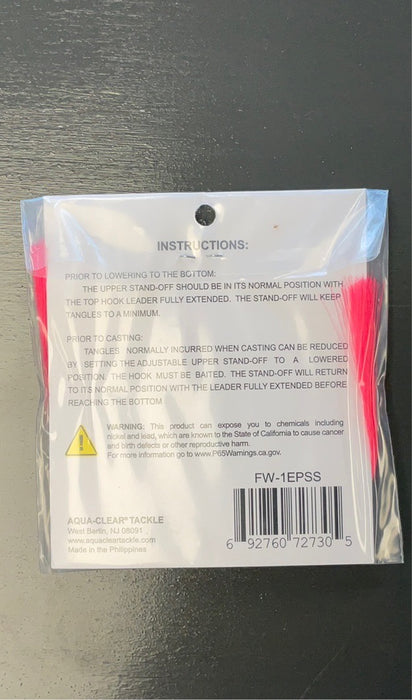 INSTRUCTIONS:
PRIOR TO LOWERING TO THE BOTTOM:
THE UPPER STAND-OFF SHOULD BE IN ITS NORMAL POSITION WITH
THE TOP HOOK LEADER FULLY EXTENDED. THE STAND-OFF WILL KEEP
TANGLES TO A MINIMUM.
PRIOR TO CASTING:
TANGLES NORMALLY INCURRED WHEN CASTING CAN BE REDUCED
BY SETTING THE ADJUSTABLE UPPER STAND-OFF TO A LOWERED
POSITION. THE HOOK MUST BE BAITED. THE STAND-OFF WILL RETURN
TO ITS NORMAL POSITION WITH THE LEADER FULLY EXTENDED BEFORE
REACHING THE BOTTOM
WARNING: This product can expose you to chemicals including
nickel and lead, which are known to the State of California to cause cancer
and birth defects or other reproductive harm.
For more information go to www.P65Warnings.ca.gov.
FW-1EPSS
AQUA-CLEAR® TACKLE
West Berlin, NJ 08091
www.aquacleartackle.com
Made in the Philippines
6 92760 72730 5